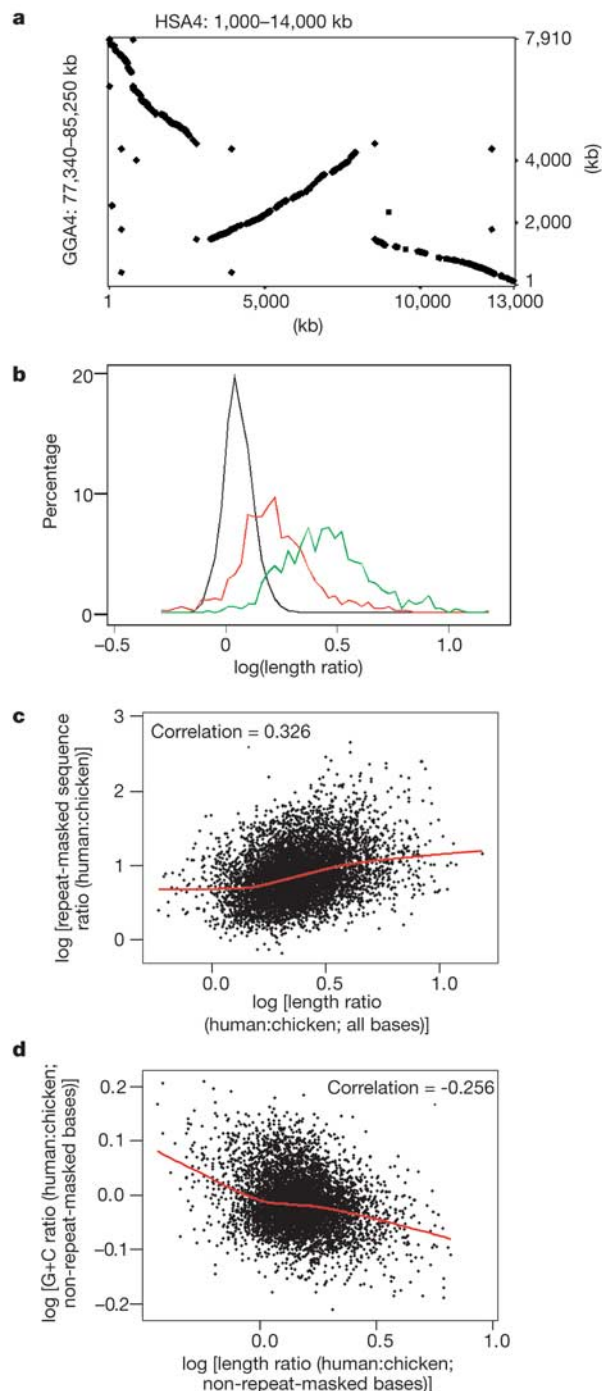 a
HSA4: 1,000–14,000 kb
GGA4: 77,340–85,250 kb
7,910
4,000
2,000
1
(kb)
1
5,000
10,000
13,000
(kb)
b
20
10
0
Percentage
−0.5
0
0.5
1.0
log(length ratio)
c
Correlation = 0.326
3
2
1
0
log [repeat-masked sequence
ratio (human:chicken)]
0.0
0.5
1.0
log [length ratio
(human:chicken; all bases)]
d
Correlation = -0.256
0.2
0.1
0.0
−0.1
−0.2
log [G+C ratio (human:chicken;
non-repeat-masked bases)]
0.0
0.5
1.0
log [length ratio (human:chicken;
non-repeat-masked bases)]